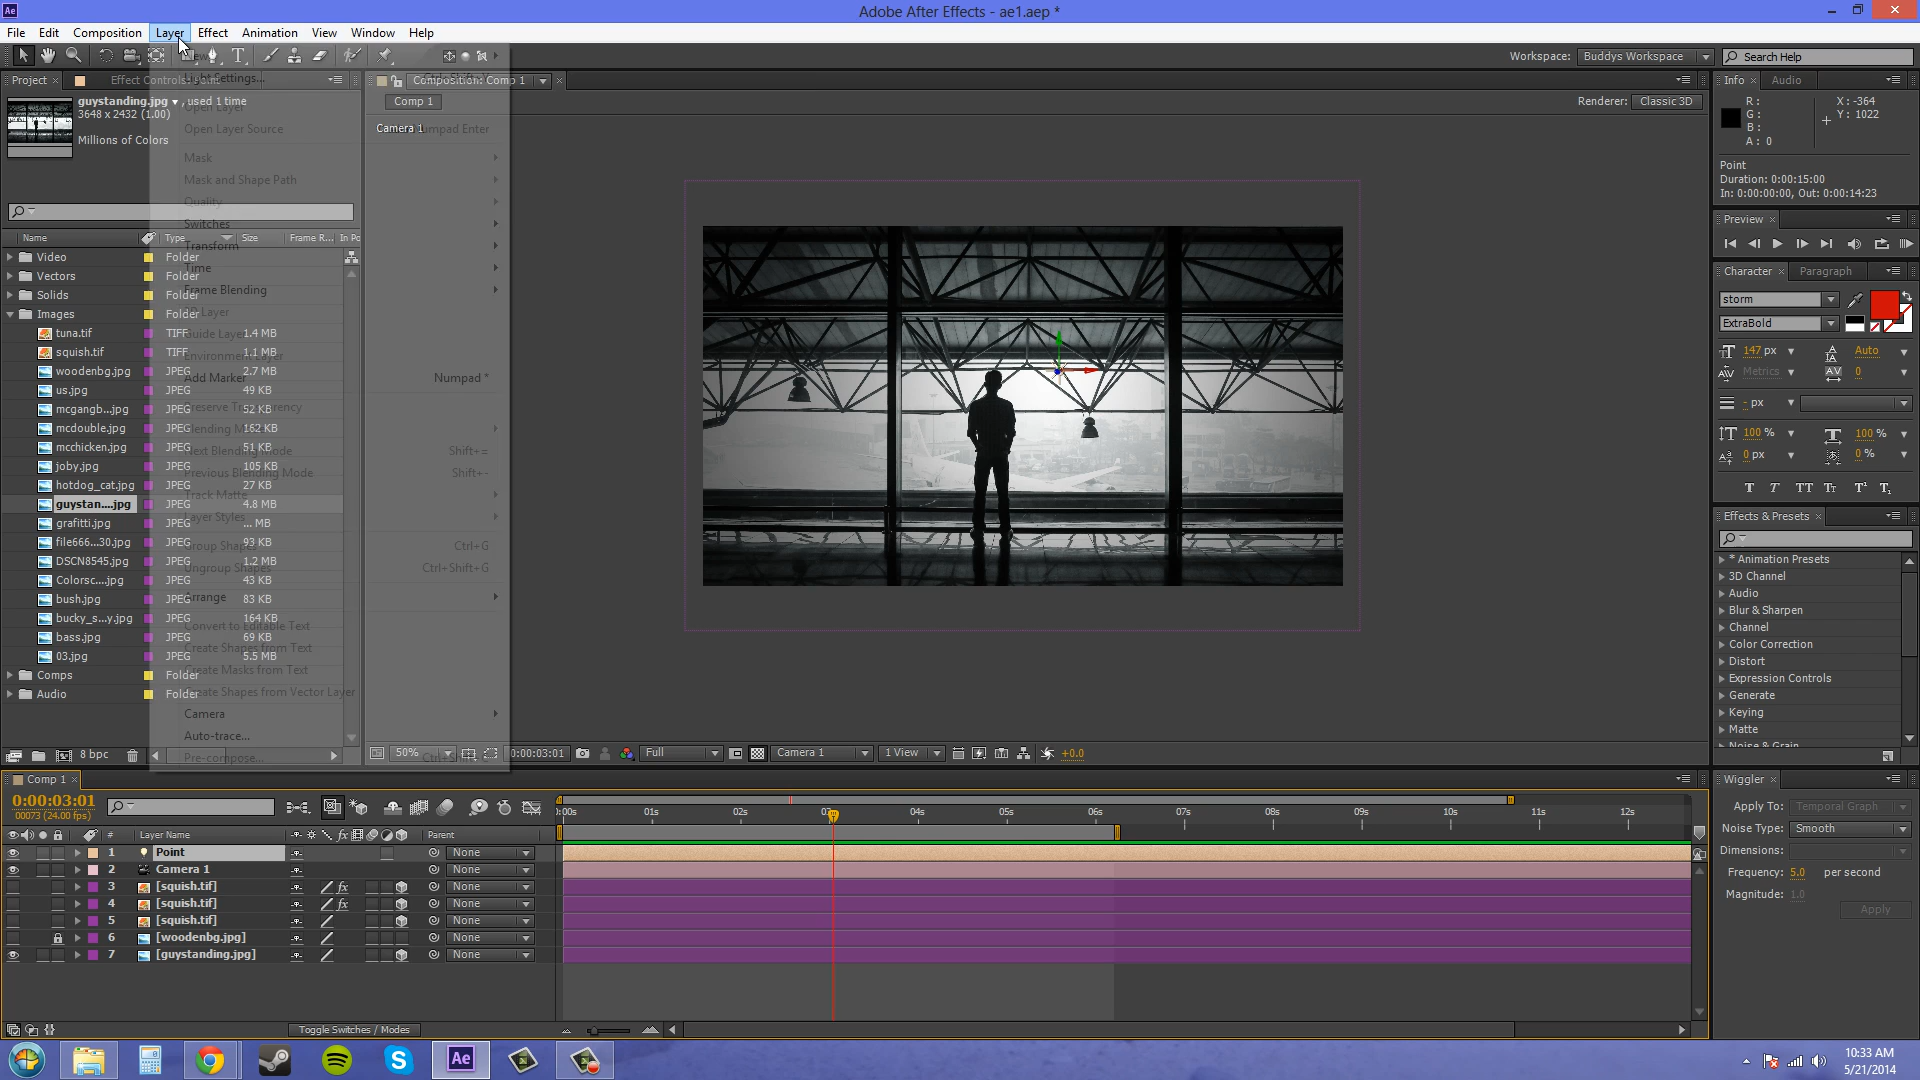 Adobe After Effects - ae1.aep *
File Edit Composition Layer Effect Animation View Window Help
Workspace: Buddys Workspace Search Help
Project Effect Controls Composition: Comp 1 Info Audio
guystanding.jpg , used 1 time
3648 x 2432 (1.00)
Millions of Colors
Comp 1
Renderer: Classic 3D
Camera 1
R: G: B: A: 0
X: -364
Y: 1022
Point
Duration: 0:00:15:00
In: 0:00:00:00, Out: 0:00:14:23
Light Settings...
Open Layer
Open Layer Source Numpad Enter
Mask
Mask and Shape Path
Quality
Switches
Transform
Time
Frame Blending
3D Layer
Guide Layer
Environment Layer
Add Marker Numpad *
Preserve Transparency
Blending Mode
Next Blending Mode Shift+=
Previous Blending Mode Shift+-
Track Matte
Layer Styles
Group Shapes Ctrl+G
Ungroup Shapes Ctrl+Shift+G
Arrange
Convert to Editable Text
Create Shapes from Text
Create Masks from Text
Create Shapes from Vector Layer
Camera
Auto-trace...
Pre-compose...
Name Type Size Frame R... In Po
Video Folder
Vectors Folder
Solids Folder
Images Folder
tuna.tif TIFF 1.4 MB
squish.tif TIFF 1.1 MB
woodenbg.jpg JPEG 2.7 MB
us.jpg JPEG 49 KB
mcgangb...jpg JPEG 52 KB
mcdouble.jpg JPEG 162 KB
mcchicken.jpg JPEG 51 KB
joby.jpg JPEG 105 KB
hotdog_cat.jpg JPEG 27 KB
guystan....jpg JPEG 4.8 MB
grafitti.jpg JPEG ... MB
file666...30.jpg JPEG 93 KB
DSCN8545.jpg JPEG 1.2 MB
Colorsc....jpg JPEG 43 KB
bush.jpg JPEG 83 KB
bucky_s...y.jpg JPEG 164 KB
bass.jpg JPEG 69 KB
03.jpg JPEG 5.5 MB
Comps Folder
Audio Folder
8 bpc
50% 0:00:03:01 Full Camera 1 1 View +0.0
Preview
Character Paragraph
storm
ExtraBold
147 px Auto
Metrics 0
- px
100 % 100 %
0 px 0 %
Effects & Presets
* Animation Presets
3D Channel
Audio
Blur & Sharpen
Channel
Color Correction
Distort
Expression Controls
Generate
Keying
Matte
Noise & Grain
Comp 1
0:00:03:01
00073 (24.00 fps)
:00s 01s 02s 03s 04s 05s 06s 07s 08s 09s 10s 11s 12s
# Layer Name Parent
1 Point None
2 Camera 1 None
3 [squish.tif] None
4 [squish.tif] None
5 [squish.tif] None
6 [woodenbg.jpg] None
7 [guystanding.jpg] None
Toggle Switches / Modes
Wiggler
Apply To: Temporal Graph
Noise Type: Smooth
Dimensions:
Frequency: 5.0 per second
Magnitude: 1.0
Apply
10:33 AM
5/21/2014